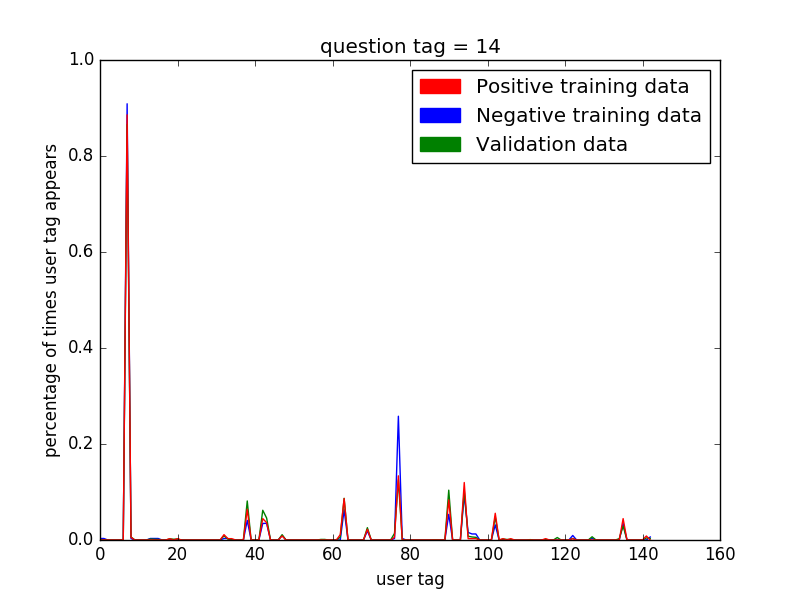 question tag = 14
1.0
0.8
0.6
0.4
0.2
0.0
percentage of times user tag appears
Positive training data
Negative training data
Validation data
0 20 40 60 80 100 120 140 160
user tag